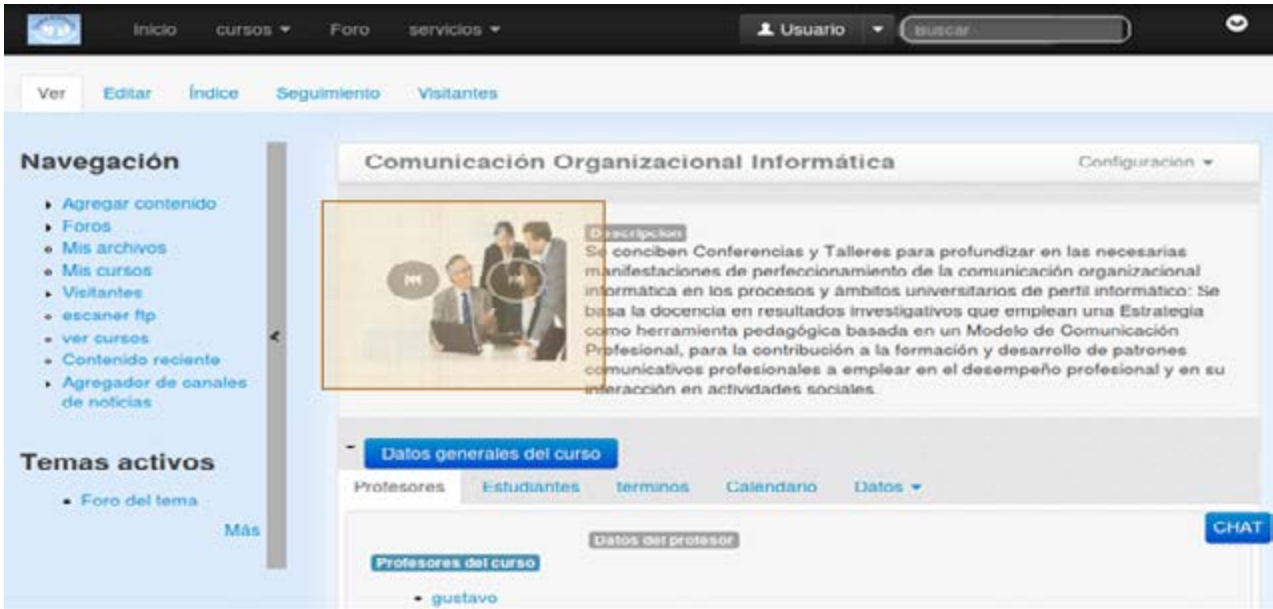 Inicio cursos Foro servicios Usuario Buscar
Ver Editar Índice Seguimiento Visitantes
Navegación
Agregar contenido
Foros
Mis archivos
Mis cursos
Visitantes
escaner ftp
ver cursos
Contenido reciente
Agregador de canales
de noticias
Temas activos
Foro del tema
Más
Comunicación Organizacional Informática Configuracion
Descripcion
Se conciben Conferencias y Talleres para profundizar en las necesarias
manifestaciones de perfeccionamiento de la comunicación organizacional
informática en los procesos y ámbitos universitarios de perfil informático: Se
basa la docencia en resultados investigativos que emplean una Estrategia
como herramienta pedagógica basada en un Modelo de Comunicación
Profesional, para la contribución a la formación y desarrollo de patrones
comunicativos profesionales a emplear en el desempeño profesional y en su
interacción en actividades sociales.
Datos generales del curso
Profesores Estudiantes terminos Calendario Datos
CHAT
Datos del profesor
Profesores del curso
gustavo